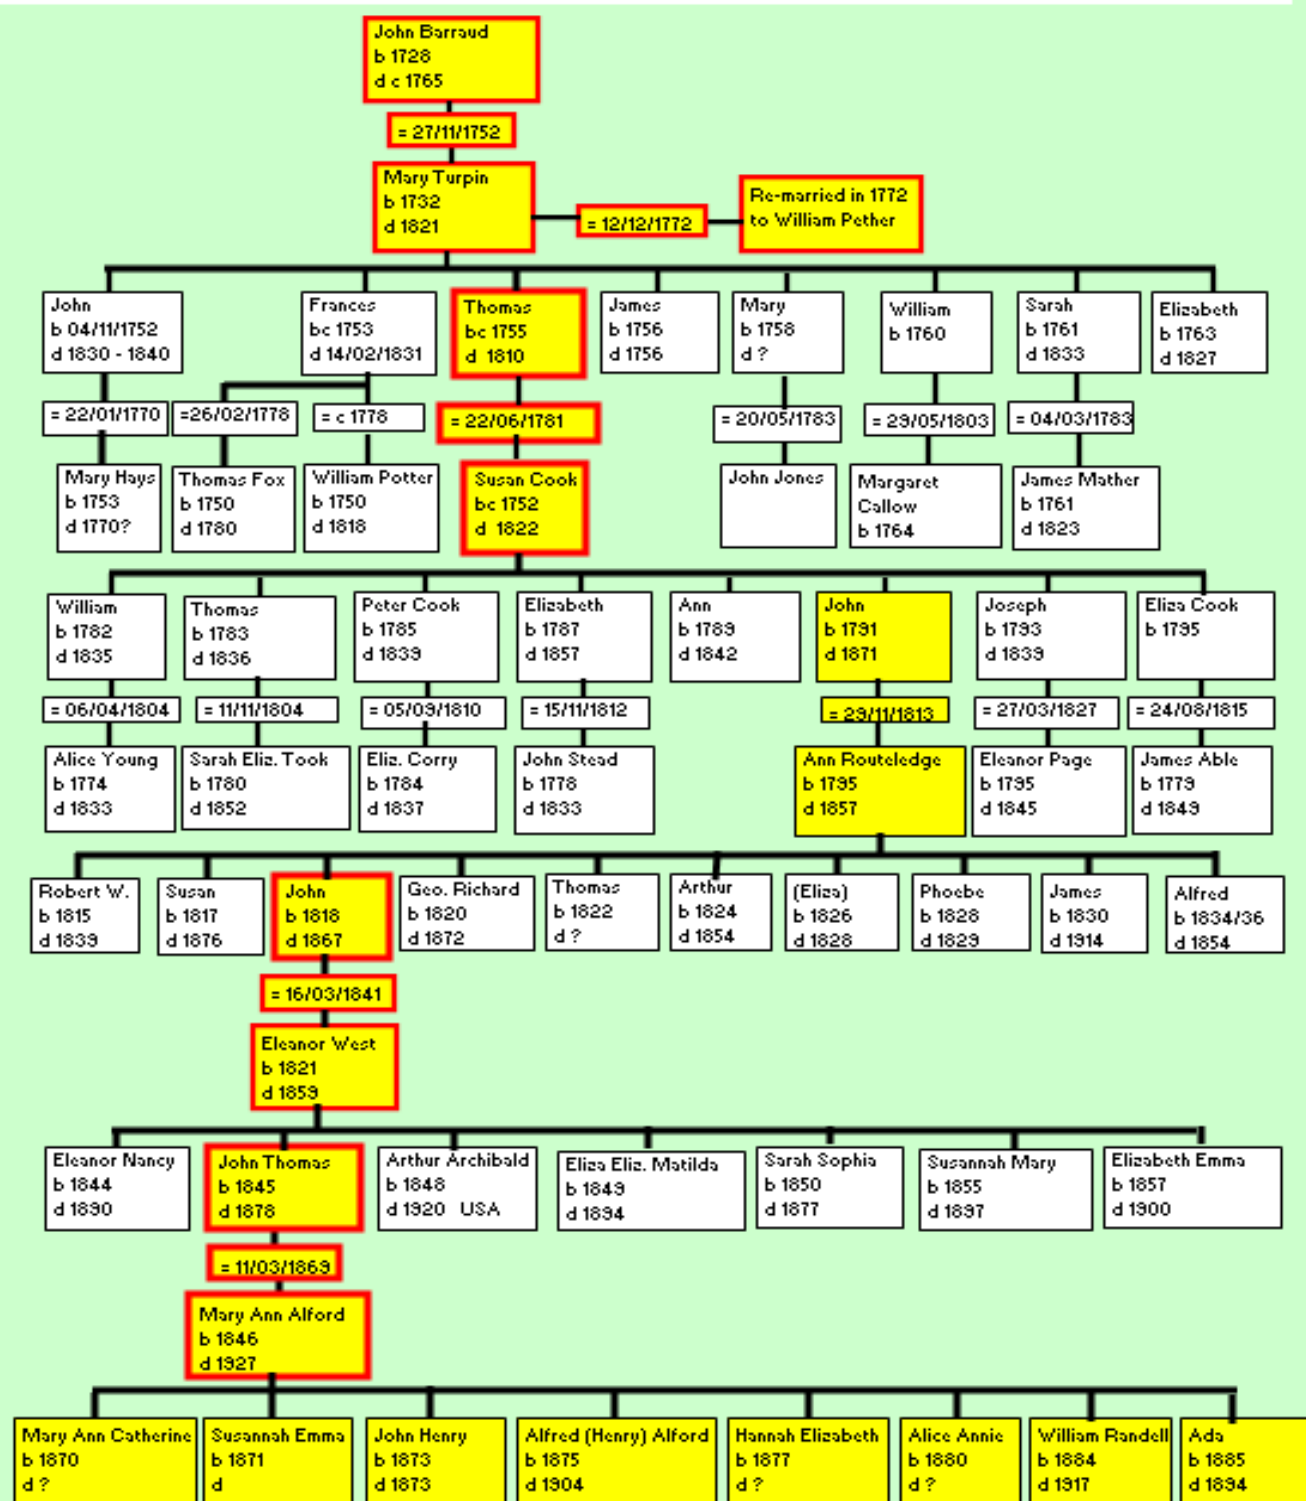 John Barraud
b 1728
d c 1765
= 27/11/1752
Mary Turpin
b 1732
d 1821
= 12/12/1772
Re-married in 1772
to William Pether
John
b 04/11/1752
d 1830 - 1840
Frances
bc 1753
d 14/02/1831
Thomas
bc 1755
d 1810
James
b 1756
d 1756
Mary
b 1758
d ?
William
b 1760
Sarah
b 1761
d 1833
Elizabeth
b 1763
d 1827
= 22/01/1770
=26/02/1778
= c 1778
= 22/06/1781
= 20/05/1783
= 29/05/1803
= 04/03/1783
Mary Hays
b 1753
d 1770?
Thomas Fox
b 1750
d 1780
William Potter
b 1750
d 1818
Susan Cook
bc 1752
d 1822
John Jones
Margaret
Callow
b 1764
James Mather
b 1761
d 1823
William
b 1782
d 1835
Thomas
b 1783
d 1836
Peter Cook
b 1785
d 1839
Elizabeth
b 1787
d 1857
Ann
b 1789
d 1842
John
b 1791
d 1871
Joseph
b 1793
d 1839
Eliza Cook
b 1795
= 06/04/1804
= 11/11/1804
= 05/09/1810
= 15/11/1812
= 29/11/1813
= 27/03/1827
= 24/08/1815
Alice Young
b 1774
d 1833
Sarah Eliz. Took
b 1780
d 1852
Eliz. Corry
b 1784
d 1837
John Stead
b 1778
d 1833
Ann Routeledge
b 1795
d 1857
Eleanor Page
b 1795
d 1845
James Able
b 1779
d 1849
Robert W.
b 1815
d 1839
Susan
b 1817
d 1876
John
b 1818
d 1867
Geo. Richard
b 1820
d 1872
Thomas
b 1822
d ?
Arthur
b 1824
d 1854
(Eliza)
b 1826
d 1828
Phoebe
b 1828
d 1829
James
b 1830
d 1914
Alfred
b 1834/36
d 1854
= 16/03/1841
Eleanor West
b 1821
d 1859
Eleanor Nancy
b 1844
d 1890
John Thomas
b 1845
d 1878
Arthur Archibald
b 1848
d 1920 USA
Eliza Eliz. Matilda
b 1849
d 1894
Sarah Sophia
b 1850
d 1877
Susannah Mary
b 1855
d 1897
Elizabeth Emma
b 1857
d 1900
= 11/03/1869
Mary Ann Alford
b 1846
d 1927
Mary Ann Catherine
b 1870
d ?
Susannah Emma
b 1871
d
John Henry
b 1873
d 1873
Alfred (Henry) Alford
b 1875
d 1904
Hannah Elizabeth
b 1877
d ?
Alice Annie
b 1880
d ?
William Randell
b 1884
d 1917
Ada
b 1885
d 1894